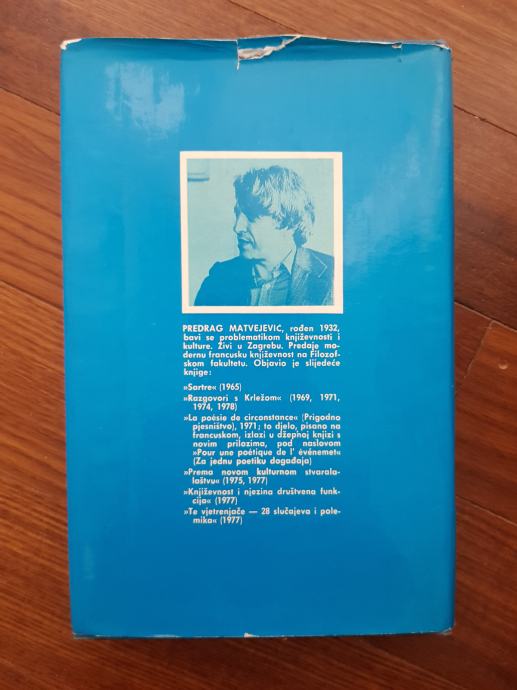 PREDRAG MATVEJEVIĆ, rođen 1932,
bavi se problematikom književnosti i
kulture. Živi u Zagrebu. Predaje mo-
dernu francusku književnost na Filozof-
skom fakultetu. Objavio je slijedeće
knjige:
»Sartre« (1965)
»Razgovori s Krležom« (1969, 1971,
1974, 1978)
»La poésie de circonstance« (Prigodno
pjesništvo), 1971; to djelo, pisano na
francuskom, izlazi u džepnoj knjizi s
novim prilozima, pod naslovom
»Pour une poétique de l' événemet«
(Za jednu poetiku događaja)
»Prema novom kulturnom stvarala-
laštvu« (1975, 1977)
»Književnost i njezina društvena funk-
cija« (1977)
»Te vjetrenjače — 28 slučajeva i pole-
mika« (1977)